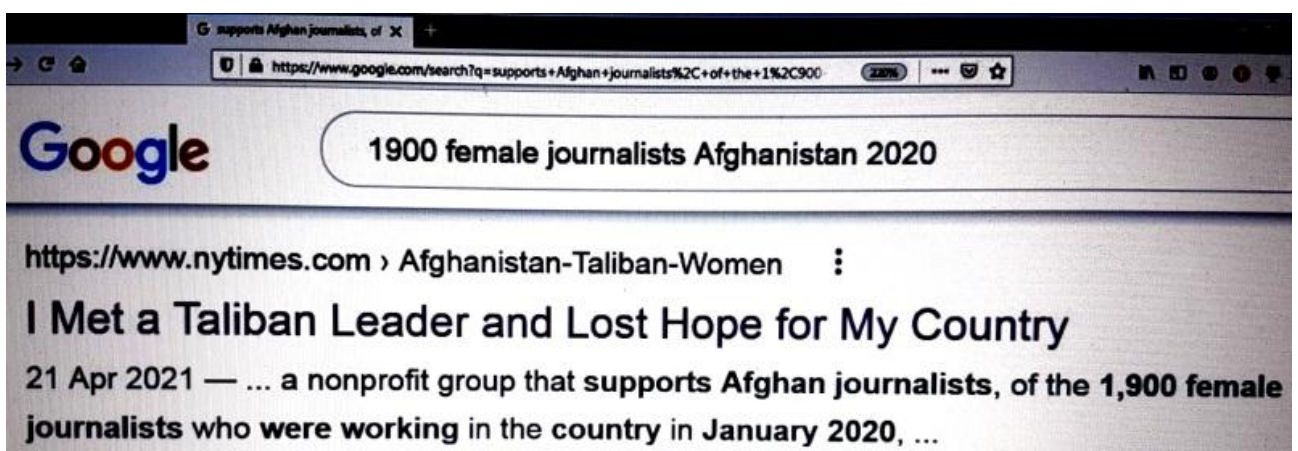 supports Afghan journalists, of
https://www.google.com/search?q=supports+Afghan+journalists%2C+of+the+1%2C900-
220%
Google
1900 female journalists Afghanistan 2020
https://www.nytimes.com › Afghanistan-Taliban-Women
I Met a Taliban Leader and Lost Hope for My Country
21 Apr 2021 — ... a nonprofit group that supports Afghan journalists, of the 1,900 female
journalists who were working in the country in January 2020, ...